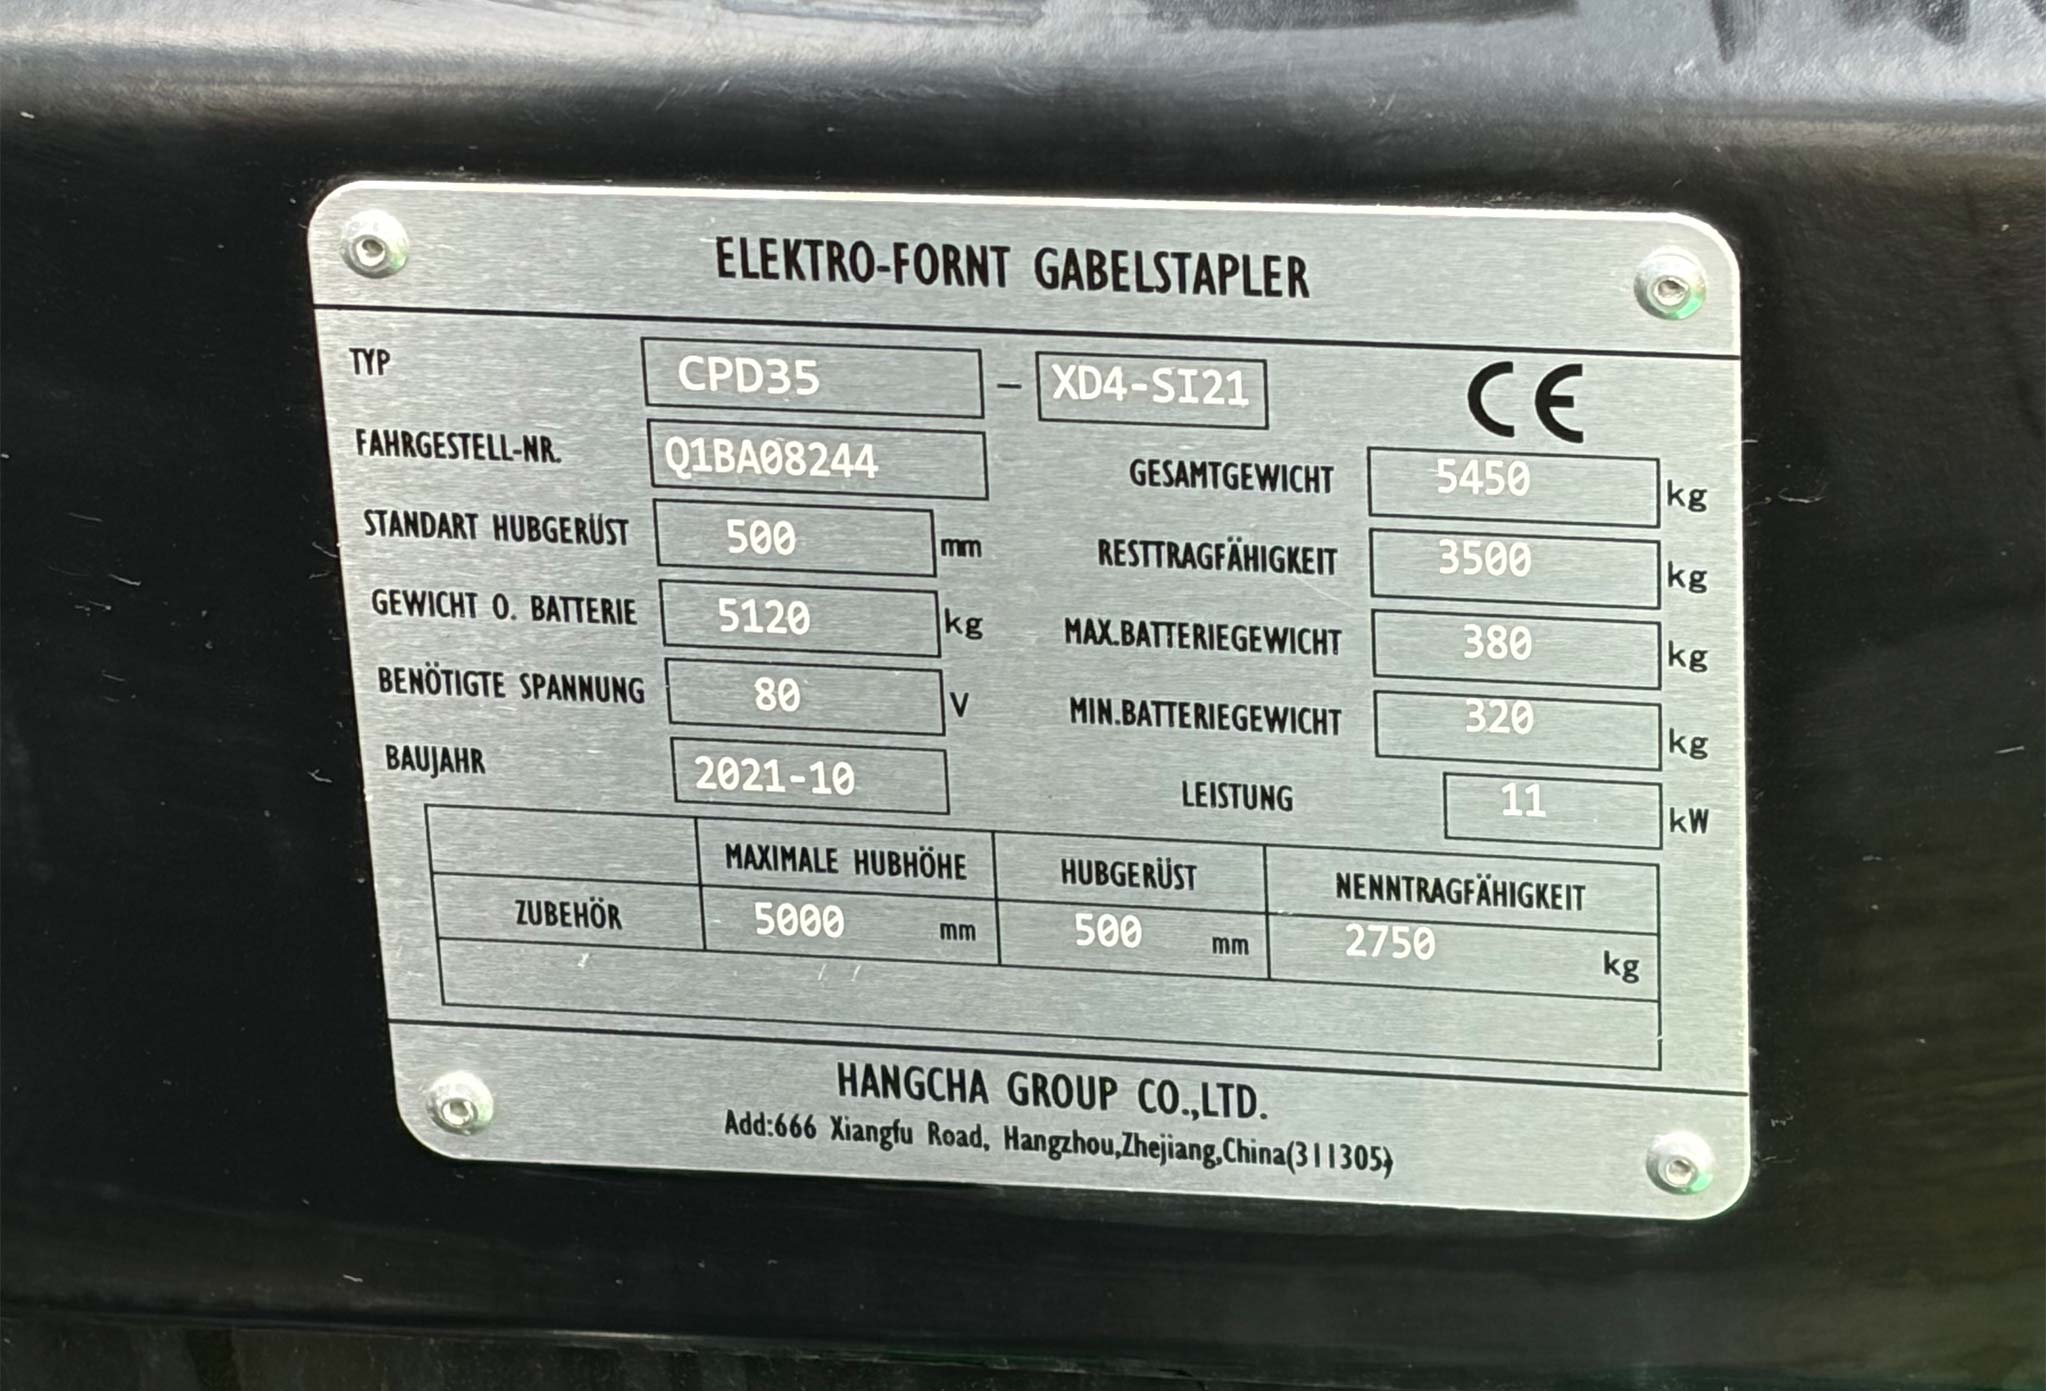 ELEKTRO-FORNT GABELSTAPLER
TYP CPD35 - XD4-SI21 CE
FAHRGESTELL-NR. Q1BA08244 GESAMTGEWICHT 5450 kg
STANDART HUBGERÜST 500 mm RESTTRAGFÄHIGKEIT 3500 kg
GEWICHT O. BATTERIE 5120 kg MAX.BATTERIEGEWICHT 380 kg
BENÖTIGTE SPANNUNG 80 V MIN.BATTERIEGEWICHT 320 kg
BAUJAHR 2021-10 LEISTUNG 11 kW
MAXIMALE HUBHÖHE HUBGERÜST NENNTRAGFÄHIGKEIT
ZUBEHÖR 5000 mm 500 mm 2750 kg
HANGCHA GROUP CO.,LTD.
Add:666 Xiangfu Road, Hangzhou,Zhejiang,China(311305)